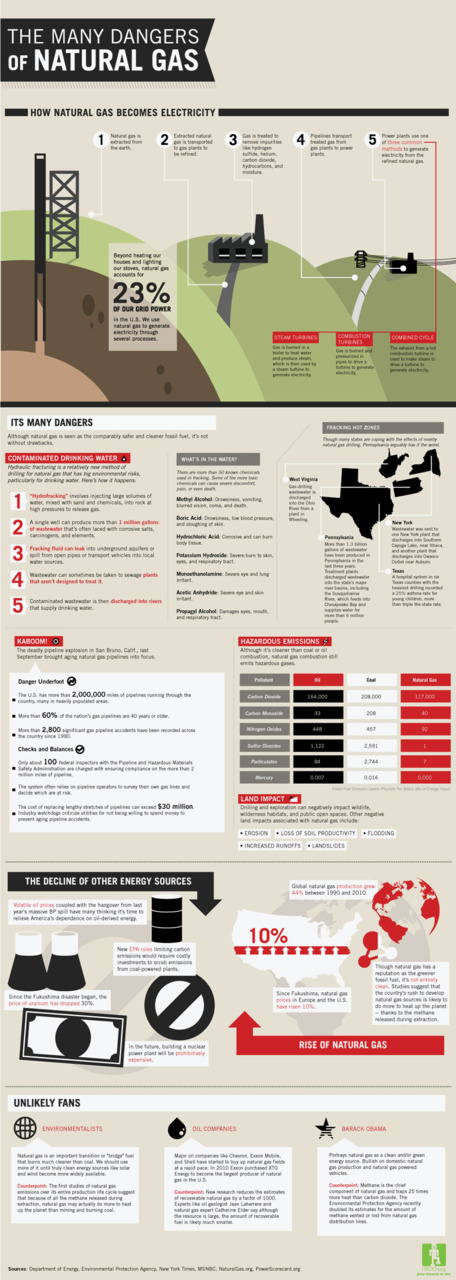 THE MANY DANGERS
OF NATURAL GAS
HOW NATURAL GAS BECOMES ELECTRICITY
1
Natural gas is
extracted from
the earth.
2
Extracted natural
gas is transported
to gas plants to
be refined.
3
Gas is treated to
remove impurities
like hydrogen
sulfide, helium,
carbon dioxide,
hydrocarbons, and
moisture.
4
Pipelines transport
treated gas from
gas plants to power
plants.
5
Power plants use one
of three common
methods to generate
electricity from the
refined natural gas.
Beyond heating our
houses and lighting
our stoves, natural gas
accounts for
23%
OF OUR GRID POWER
in the U.S. We use
natural gas to generate
electricity through
several processes.
STEAM TURBINES
Gas is burned in a
boiler to heat water
and produce steam,
which is then used by
a steam turbine to
generate electricity.
COMBUSTION
TURBINES
Gas is burned and
pressurized in
pipes to drive a
turbine to generate
electricity.
COMBINED CYCLE
The exhaust from a hot
combustion turbine is
used to make steam to
drive a turbine to
generate electricity.
ITS MANY DANGERS
Although natural gas is seen as the comparably safer and cleaner fossil fuel, it's not
without drawbacks.
CONTAMINATED DRINKING WATER
Hydraulic fracturing is a relatively new method of
drilling for natural gas that has big environmental risks,
particularly for drinking water. Here's how it happens:
1
"Hydrofracking" involves injecting large volumes of
water, mixed with sand and chemicals, into rock at
high pressures to release gas.
2
A single well can produce more than 1 million gallons
of wastewater that's often laced with corrosive salts,
carcinogens, and elements.
3
Fracking fluid can leak into underground aquifers or
spill from open pipes or transport vehicles into local
water sources.
4
Wastewater can sometimes be taken to sewage plants
that aren't designed to treat it.
5
Contaminated wastewater is then discharged into rivers
that supply drinking water.
WHAT'S IN THE WATER?
There are more than 50 known chemicals
used in fracking. Some of the more basic
chemicals can cause severe discomfort,
pain, or even death.
Methyl Alcohol: Drowsiness, vomiting,
blurred vision, coma, and death.
Boric Acid: Drowsiness, low blood pressure,
and sloughing of skin.
Hydrochloric Acid: Corrosive and can burn
body tissue.
Potassium Hydroxide: Severe burn to skin,
eyes, and respiratory tract.
Monoethanolamine: Severe eye and lung
irritant.
Acetic Anhydride: Severe eye and skin
irritant.
Propargyl Alcohol: Damages eyes, mouth,
and respiratory tract.
FRACKING HOT ZONES
Though many states are coping with the effects of nearby
natural gas drilling, Pennsylvania arguably has it the worst.
West Virginia
Gas-drilling
wastewater is
discharged
into the Ohio
River from a
plant in
Wheeling.
Pennsylvania
More than 1.3 billion
gallons of wastewater
have been produced in
Pennsylvania in the
last three years.
Treatment plants
discharged wastewater
into the state's major
river basins, including
the Susquehanna
River, which feeds into
Chesapeake Bay and
supplies water for
more than 6 million
people.
New York
Wastewater was sent to
one New York plant that
discharges into Southern
Cayuga Lake, near Ithaca,
and another plant that
discharges into Owasco
Outlet near Auburn.
Texas
A hospital system in six
Texas counties with the
heaviest drilling recorded
a 25% asthma rate for
young children, more
than triple the state rate.
KABOOM!
The deadly pipeline explosion in San Bruno, Calif., last
September brought aging natural gas pipelines into focus.
Danger Underfoot
The U.S. has more than 2,000,000 miles of pipelines running through the
country, many in heavily populated areas.
More than 60% of the nation's gas pipelines are 40 years or older.
More than 2,800 significant gas pipeline accidents have been recorded across
the country since 1990.
Checks and Balances
Only about 100 federal inspectors with the Pipeline and Hazardous Materials
Safety Administration are charged with ensuring compliance on the more than 2
million miles of pipeline.
The system often relies on pipeline operators to survey their own gas lines and
decide which are at risk.
The cost of replacing lengthy stretches of pipelines can exceed $30 million.
Industry watchdogs criticize utilities for not being willing to spend money to
prevent aging pipeline accidents.
HAZARDOUS EMISSIONS
Although it's cleaner than coal or oil
combustion, natural gas combustion still
emits hazardous gases.
Pollutant Oil Coal Natural Gas
Carbon Dioxide 164,000 208,000 117,000
Carbon Monoxide 33 208 40
Nitrogen Oxides 448 457 92
Sulfur Dioxides 1,122 2,591 1
Particulates 84 2,744 7
Mercury 0.007 0.016 0.000
Fossil Fuel Emission Levels (Pounds Per Billion Btu of Energy Input)
LAND IMPACT
Drilling and exploration can negatively impact wildlife,
wilderness habitats, and public open spaces. Other negative
land impacts associated with natural gas include:
• EROSION • LOSS OF SOIL PRODUCTIVITY • FLOODING
• INCREASED RUNOFFS • LANDSLIDES
THE DECLINE OF OTHER ENERGY SOURCES
Volatile oil prices coupled with the hangover from last
year's massive BP spill have many thinking it's time to
relieve America's dependence on oil-derived energy.
New EPA rules limiting carbon
emissions would require costly
investments to scrub emissions
from coal-powered plants.
Since the Fukushima disaster began, the
price of uranium has dropped 30%.
In the future, building a nuclear
power plant will be prohibitively
expensive.
Global natural gas production grew
44% between 1990 and 2010.
10%
Since Fukushima, natural gas
prices in Europe and the U.S.
have risen 10%.
Though natural gas has a
reputation as the greener
fossil fuel, it's not entirely
clean. Studies suggest that
the country's rush to develop
natural gas sources is likely to
do more to heat up the planet
— thanks to the methane
released during extraction.
RISE OF NATURAL GAS
UNLIKELY FANS
ENVIRONMENTALISTS
Natural gas is an important transition or "bridge" fuel
that burns much cleaner than coal. We should use
more of it until truly clean energy sources like solar
and wind become more widely available.
Counterpoint: The first studies of natural gas
emissions over its entire production life cycle suggest
that because of all the methane released during
extraction, natural gas may actually do more to heat
up the planet than mining and burning coal.
OIL COMPANIES
Major oil companies like Chevron, Exxon Mobile,
and Shell have started to buy up natural gas fields
at a rapid pace. In 2010 Exxon purchased XTO
Energy to become the largest producer of natural
gas in the U.S.
Counterpoint: New research reduces the estimates
of recoverable natural gas by a factor of 1000.
Experts like oil geologist Jean Laherrere and
natural gas expert Catherine Elder say although
the resource is large, the amount of recoverable
fuel is likely much smaller.
BARACK OBAMA
Portrays natural gas as a clean and/or green
energy source. Bullish on domestic natural
gas production and natural gas powered
vehicles.
Counterpoint: Methane is the chief
component of natural gas and traps 25 times
more heat than carbon dioxide. The
Environmental Protection Agency recently
doubled its estimates for the amount of
methane vented or lost from natural gas
distribution lines.
Sources: Department of Energy, Environmental Protection Agency, New York Times, MSNBC, NaturalGas.org, PowerScorecard.org